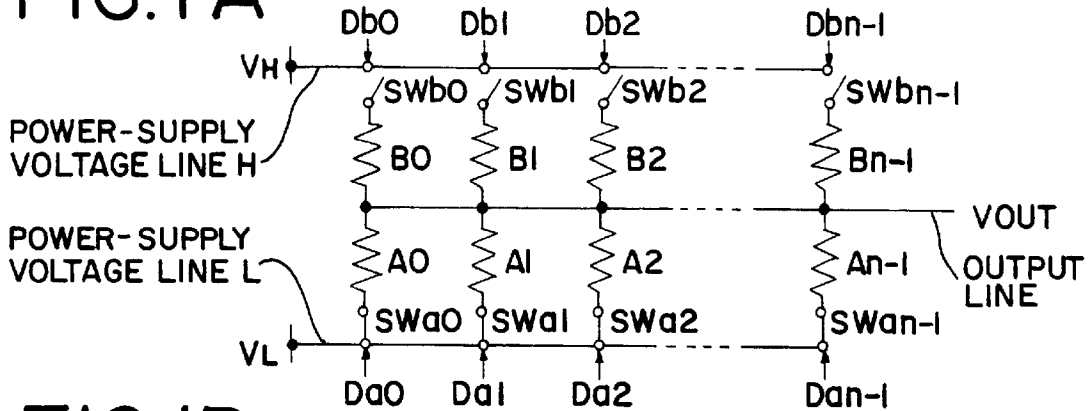 FIG. 1A
Db0 Db1 Db2 Dbn-1
VH
SWb0 SWb1 SWb2 SWbn-1
POWER-SUPPLY
VOLTAGE LINE H
B0 B1 B2 Bn-1
VOUT
POWER-SUPPLY
VOLTAGE LINE L
A0 A1 A2 An-1
OUTPUT
LINE
SWa0 SWa1 SWa2 SWan-1
VL
Da0 Da1 Da2 Dan-1